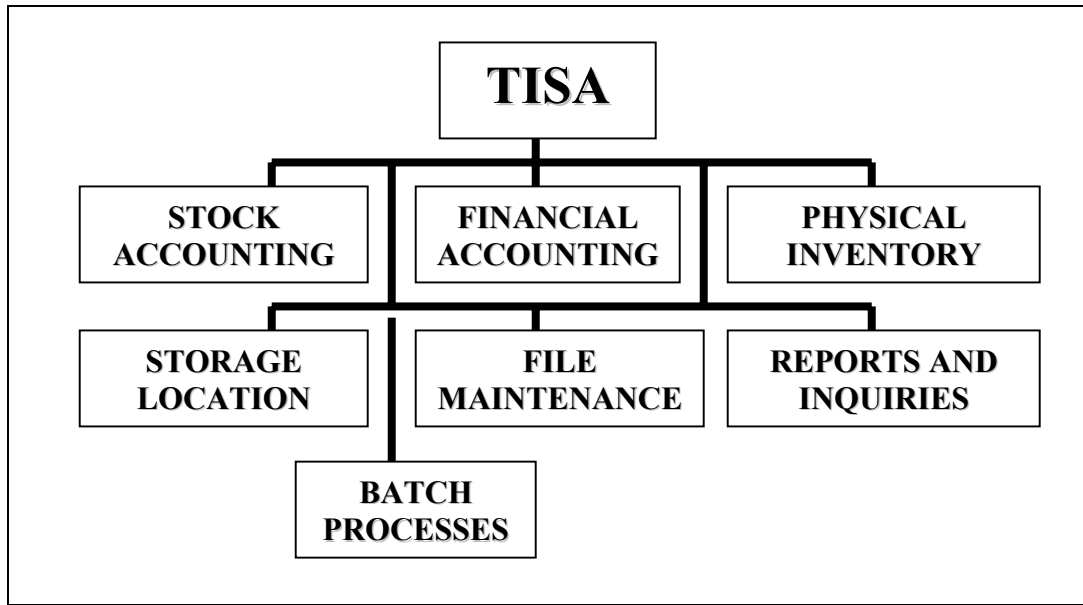 TISA
STOCK
ACCOUNTING
FINANCIAL
ACCOUNTING
PHYSICAL
INVENTORY
STORAGE
LOCATION
FILE
MAINTENANCE
REPORTS AND
INQUIRIES
BATCH
PROCESSES